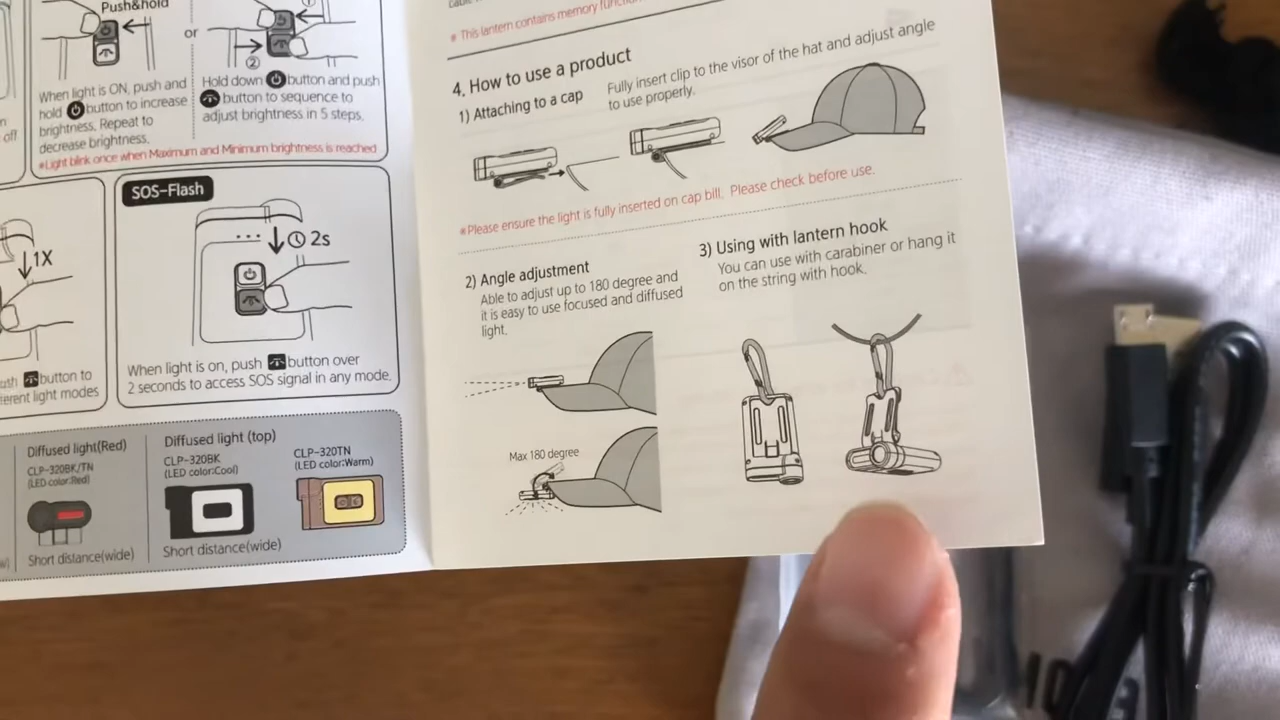 Push&hold
or
When light is ON, push and
hold button to increase
brightness. Repeat to
decrease brightness.
off
Hold down button and push
button to sequence to
adjust brightness in 5 steps.
*Light blink once when Maximum and Minimum brightness is reached
1X
button to
light modes
SOS-Flash
2s
When light is on, push button over
2 seconds to access SOS signal in any mode.
Diffused light(Red)
CLP-320BK/TN
(LED color:Red)
Short distance(wide)
Diffused light (top)
CLP-320BK
(LED color:Cool)
CLP-320TN
(LED color:Warm)
Short distance(wide)
* This lantern contains memory
4. How to use a product
1) Attaching to a cap
Fully insert clip to the visor of the hat and adjust angle
to use properly.
*Please ensure the light is fully inserted on cap bill. Please check before use.
2) Angle adjustment
Able to adjust up to 180 degree and
it is easy to use focused and diffused
light.
Max 180 degree
3) Using with lantern hook
You can use with carabiner or hang it
on the string with hook.